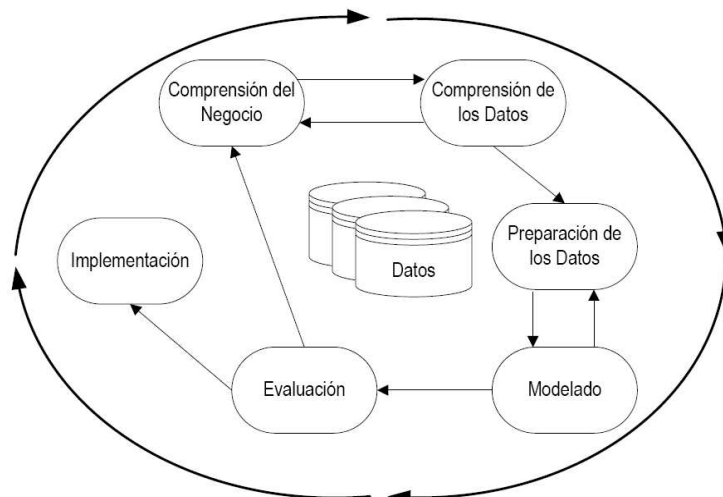 Comprensión del
Negocio
Comprensión de
los Datos
Preparación de
los Datos
Implementación
Datos
Evaluación
Modelado